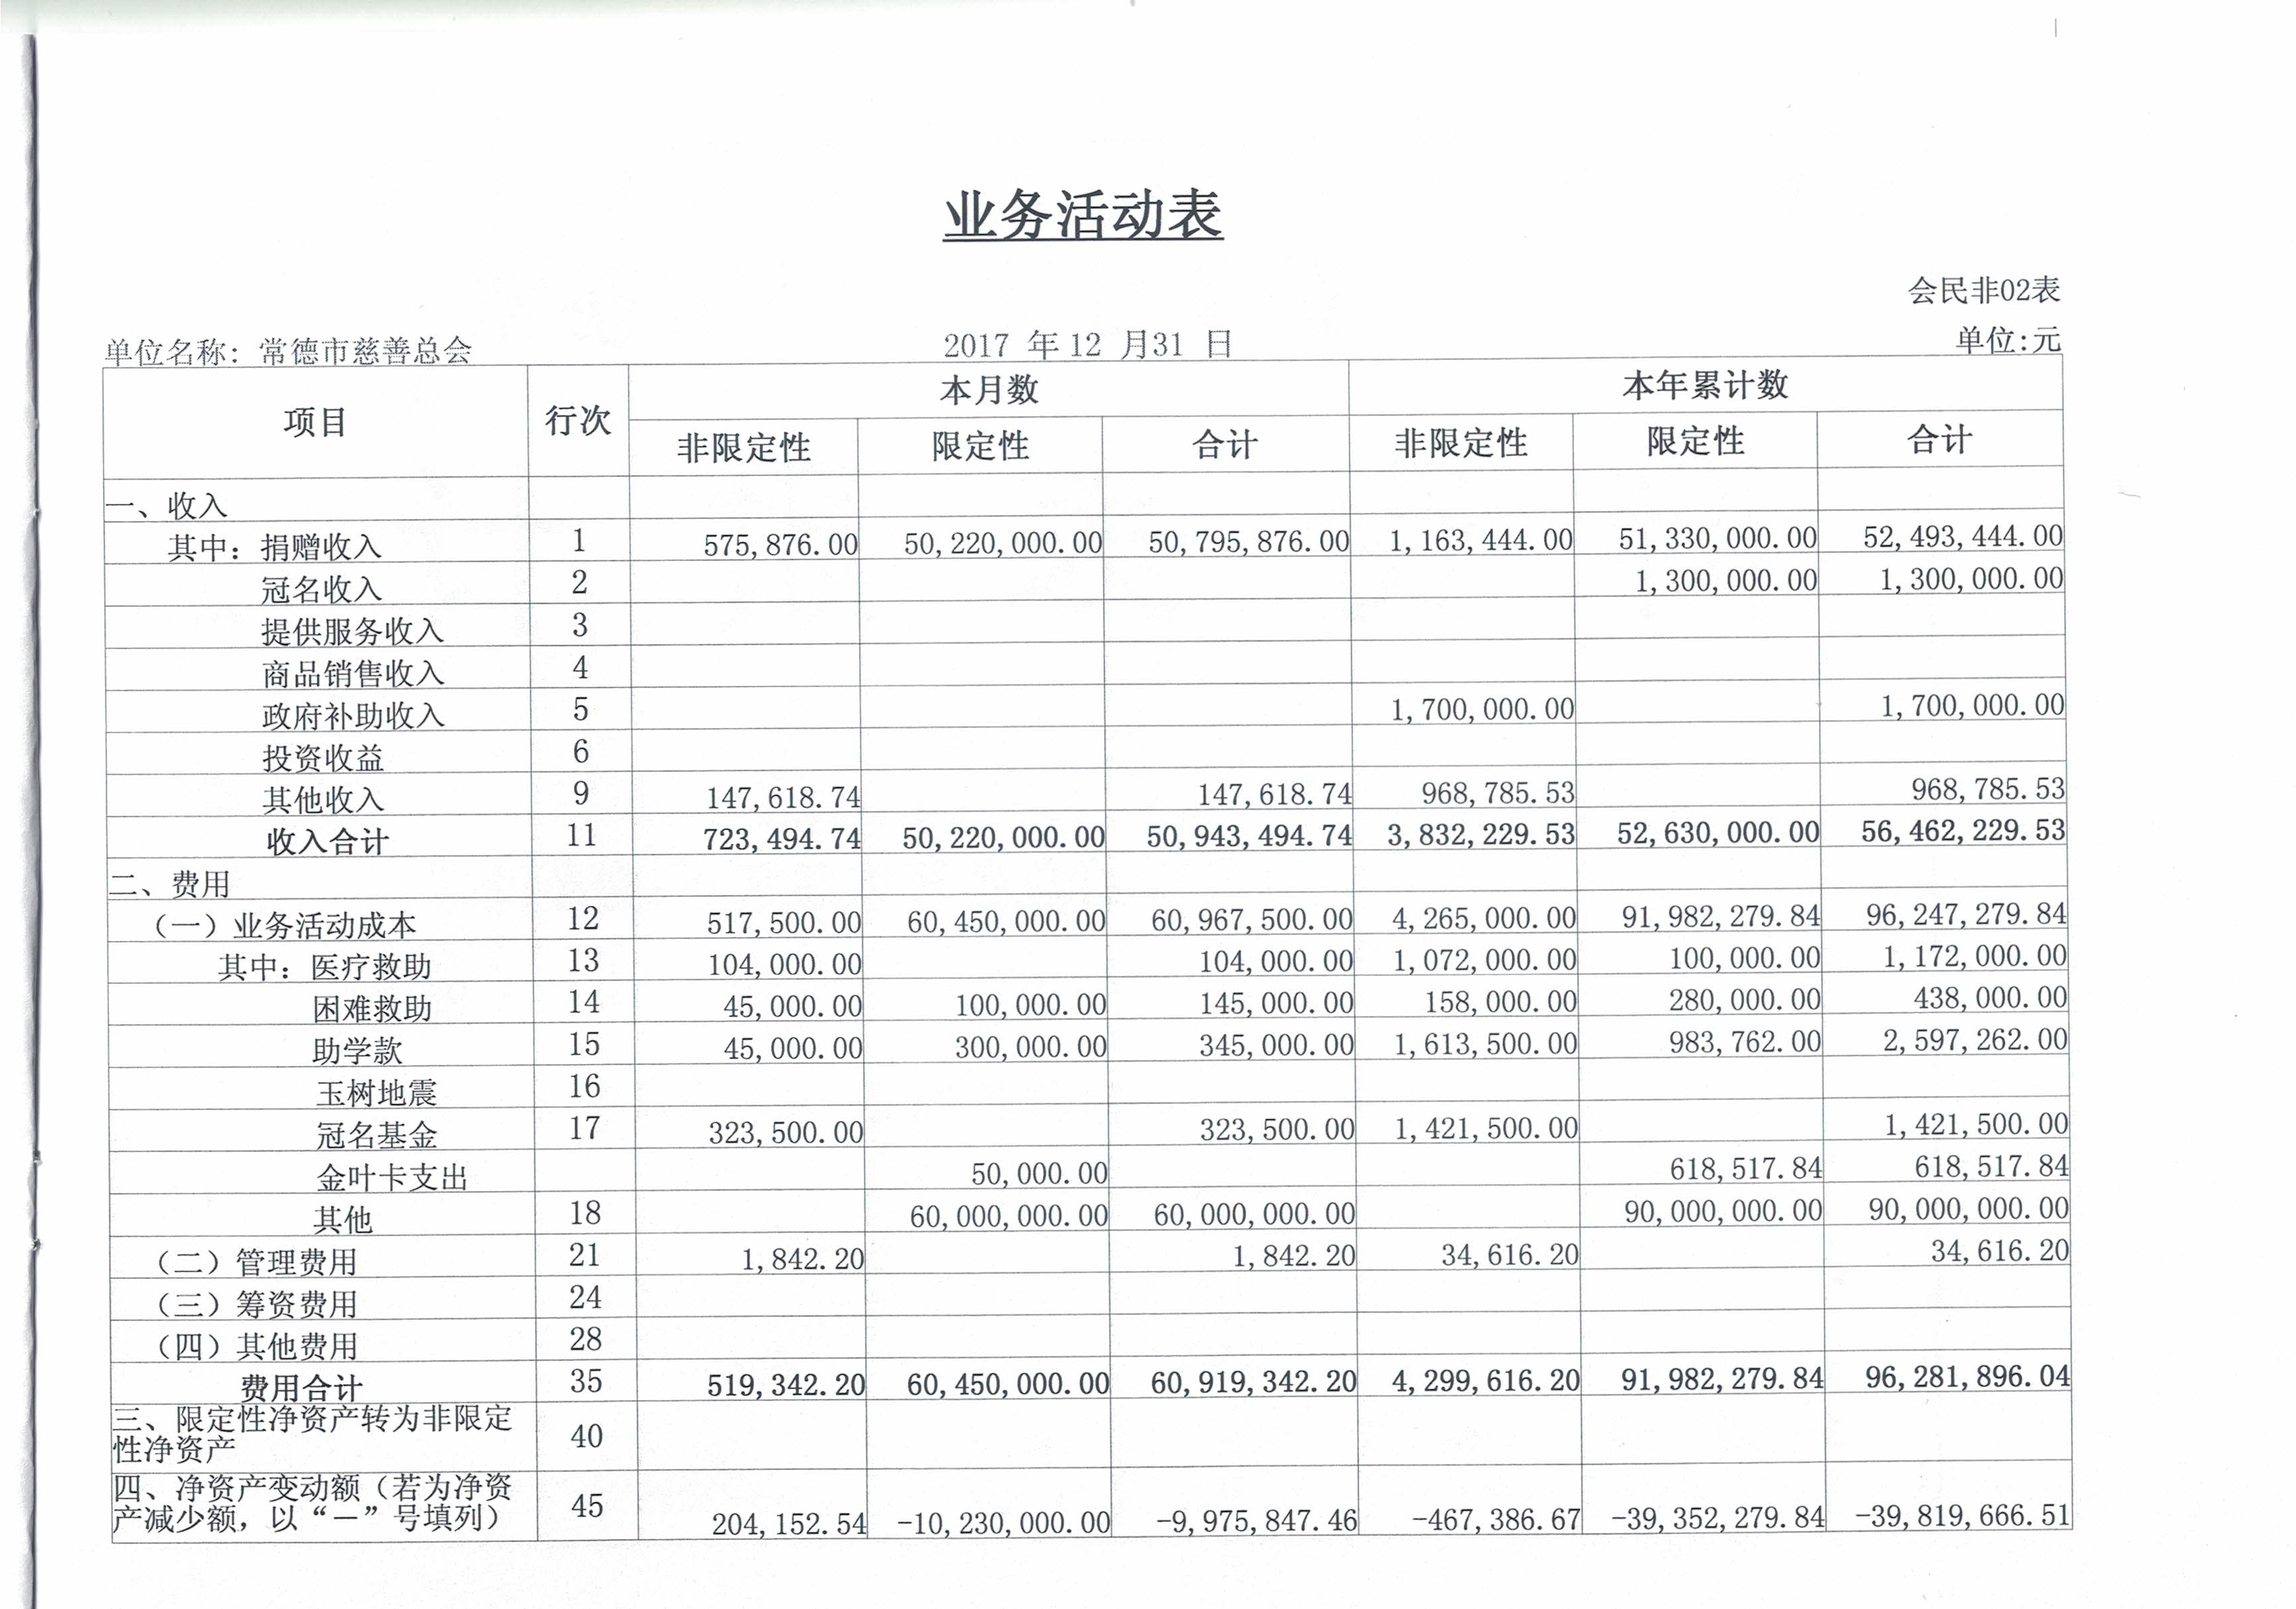 业务活动表
会民非02表
单位名称：常德市慈善总会 2017 年12 月31 日 单位:元
项目 行次 本月数 本年累计数
非限定性 限定性 合计 非限定性 限定性 合计
一、收入
其中：捐赠收入 1 575,876.00 50,220,000.00 50,795,876.00 1,163,444.00 51,330,000.00 52,493,444.00
冠名收入 2 1,300,000.00 1,300,000.00
提供服务收入 3
商品销售收入 4
政府补助收入 5 1,700,000.00 1,700,000.00
投资收益 6
其他收入 9 147,618.74 147,618.74 968,785.53 968,785.53
收入合计 11 723,494.74 50,220,000.00 50,943,494.74 3,832,229.53 52,630,000.00 56,462,229.53
二、费用
（一）业务活动成本 12 517,500.00 60,450,000.00 60,967,500.00 4,265,000.00 91,982,279.84 96,247,279.84
其中：医疗救助 13 104,000.00 104,000.00 1,072,000.00 100,000.00 1,172,000.00
困难救助 14 45,000.00 100,000.00 145,000.00 158,000.00 280,000.00 438,000.00
助学款 15 45,000.00 300,000.00 345,000.00 1,613,500.00 983,762.00 2,597,262.00
玉树地震 16
冠名基金 17 323,500.00 323,500.00 1,421,500.00 1,421,500.00
金叶卡支出 50,000.00 618,517.84 618,517.84
其他 18 60,000,000.00 60,000,000.00 90,000,000.00 90,000,000.00
（二）管理费用 21 1,842.20 1,842.20 34,616.20 34,616.20
（三）筹资费用 24
（四）其他费用 28
费用合计 35 519,342.20 60,450,000.00 60,919,342.20 4,299,616.20 91,982,279.84 96,281,896.04
三、限定性净资产转为非限定
性净资产 40
四、净资产变动额（若为净资
产减少额，以“—”号填列） 45 204,152.54 -10,230,000.00 -9,975,847.46 -467,386.67 -39,352,279.84 -39,819,666.51